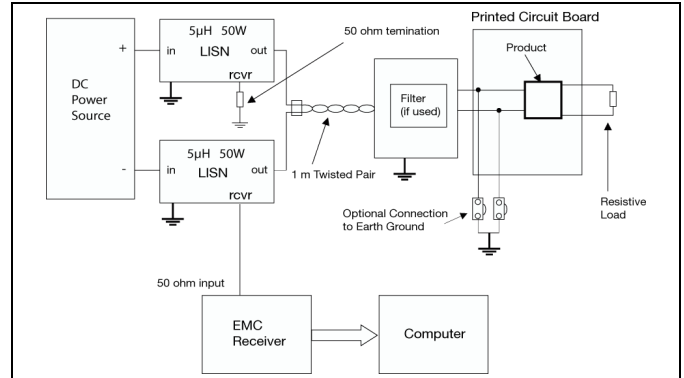 Printed Circuit Board
5µH 50W
LISN
in
out
rcvr
+
50 ohm temination
Product
DC
Power
Source
Filter
(if used)
5µH 50W
LISN
in
out
rcvr
-
1 m Twisted Pair
Optional Connection
to Earth Ground
Resistive
Load
50 ohm input
EMC
Receiver
Computer